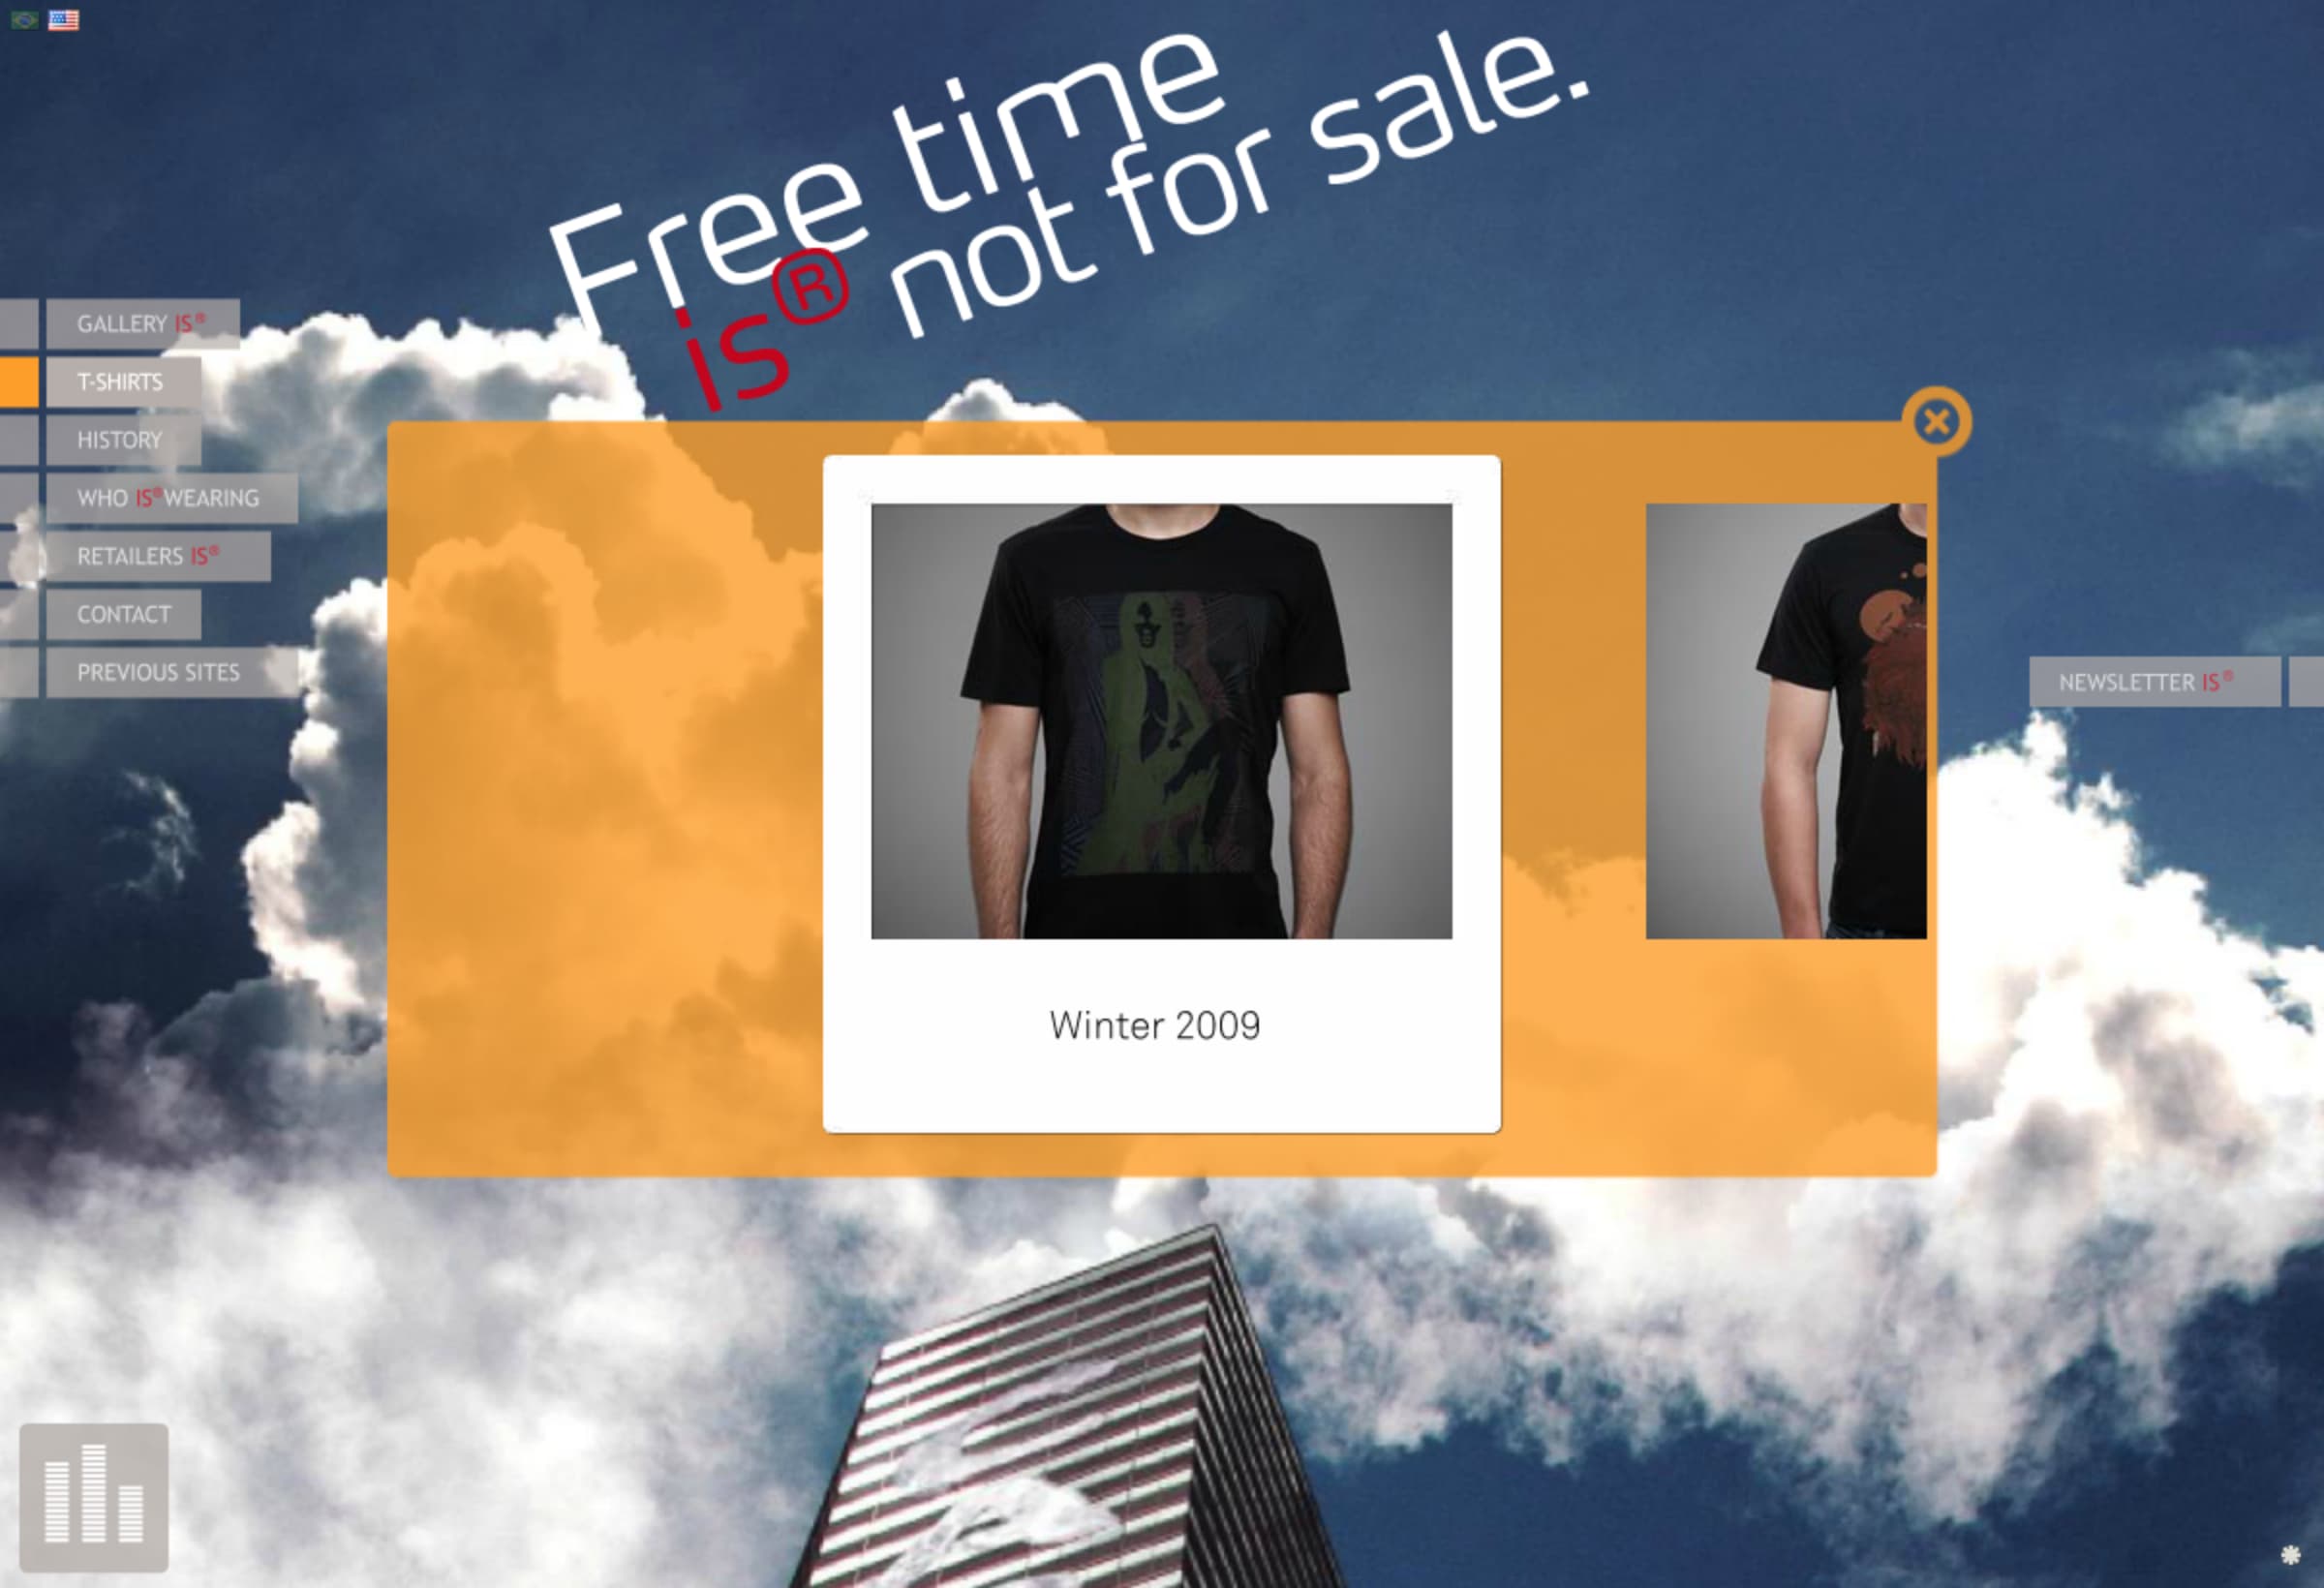 Free time
is® not for sale.
GALLERY IS®
T-SHIRTS
HISTORY
WHO IS® WEARING
RETAILERS IS®
CONTACT
PREVIOUS SITES
Winter 2009
NEWSLETTER IS®